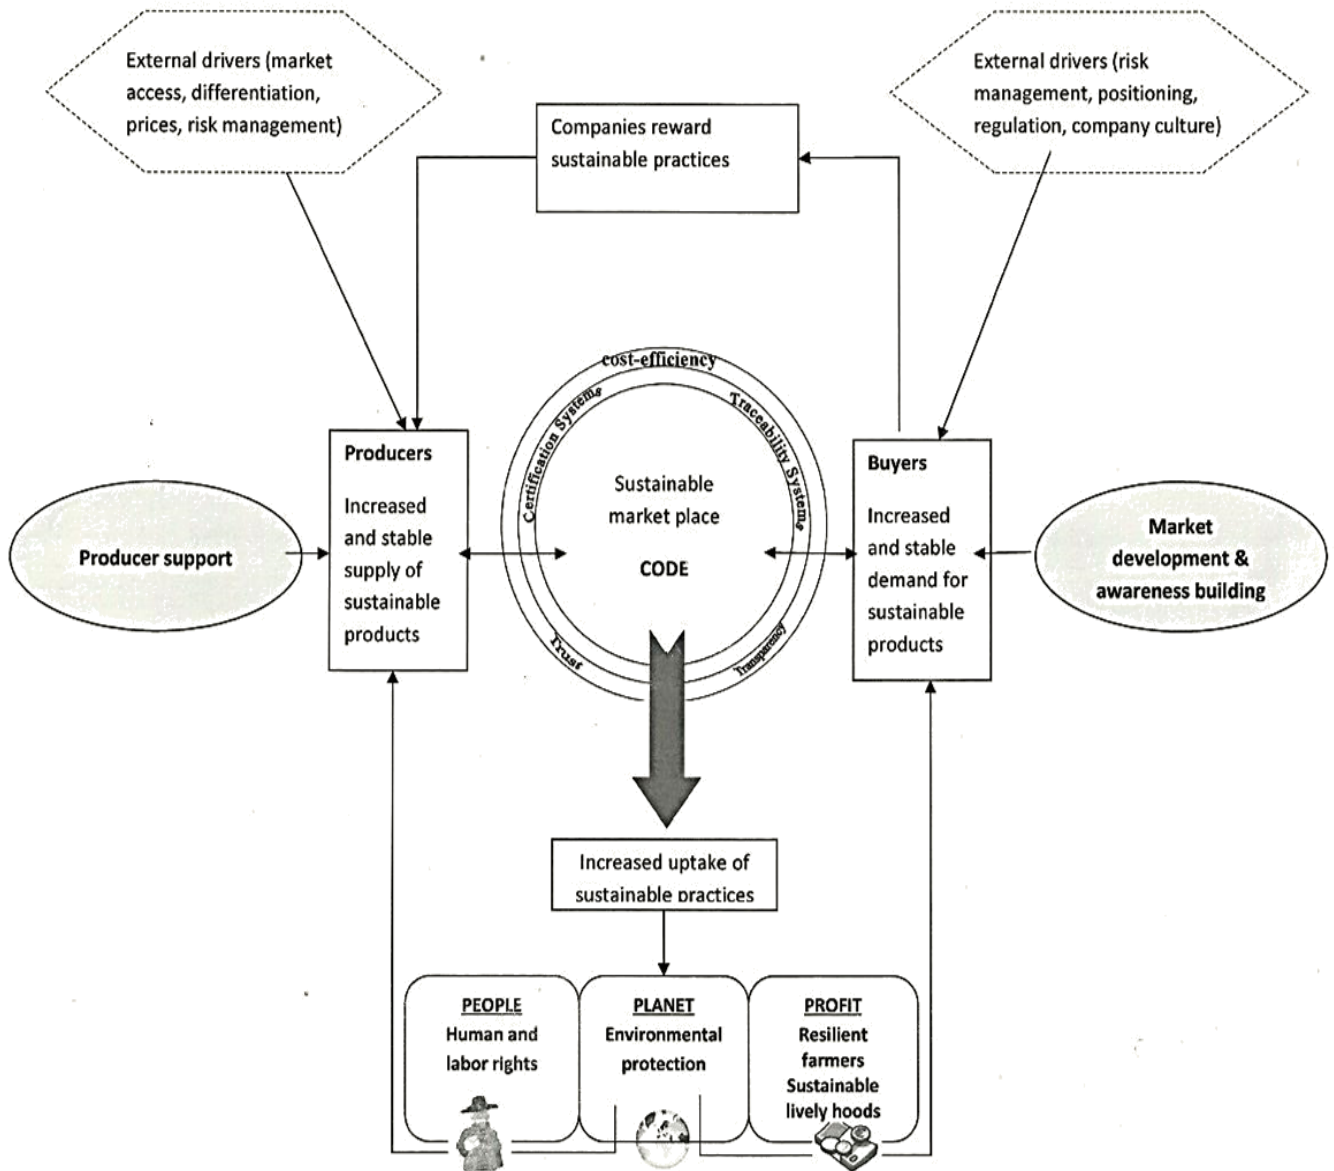 External drivers (market
access, differentiation,
prices, risk management)
External drivers (risk
management, positioning,
regulation, company culture)
Companies reward
sustainable practices
cost-efficiency
Certification Systems
Traceability Systems
Trust
Transparency
Sustainable
market place
CODE
Producers
Increased
and stable
supply of
sustainable
products
Buyers
Increased
and stable
demand for
sustainable
products
Producer support
Market
development &
awareness building
Increased uptake of
sustainable practices
PEOPLE
Human and
labor rights
PLANET
Environmental
protection
PROFIT
Resilient
farmers
Sustainable
lively hoods